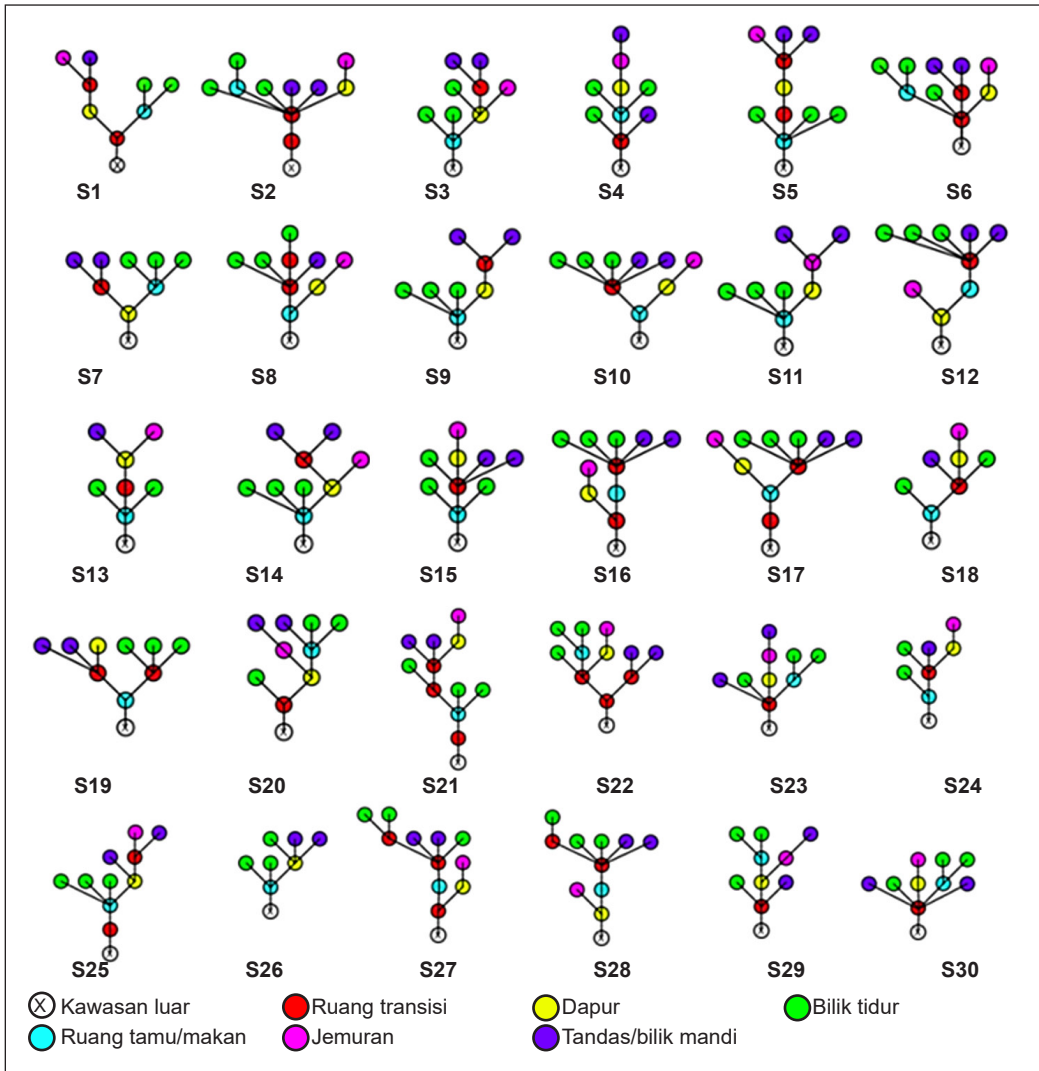 S1 S2 S3 S4 S5 S6
S7 S8 S9 S10 S11 S12
S13 S14 S15 S16 S17 S18
S19 S20 S21 S22 S23 S24
S25 S26 S27 S28 S29 S30
X Kawasan luar Ruang transisi Dapur Bilik tidur
Ruang tamu/makan Jemuran Tandas/bilik mandi